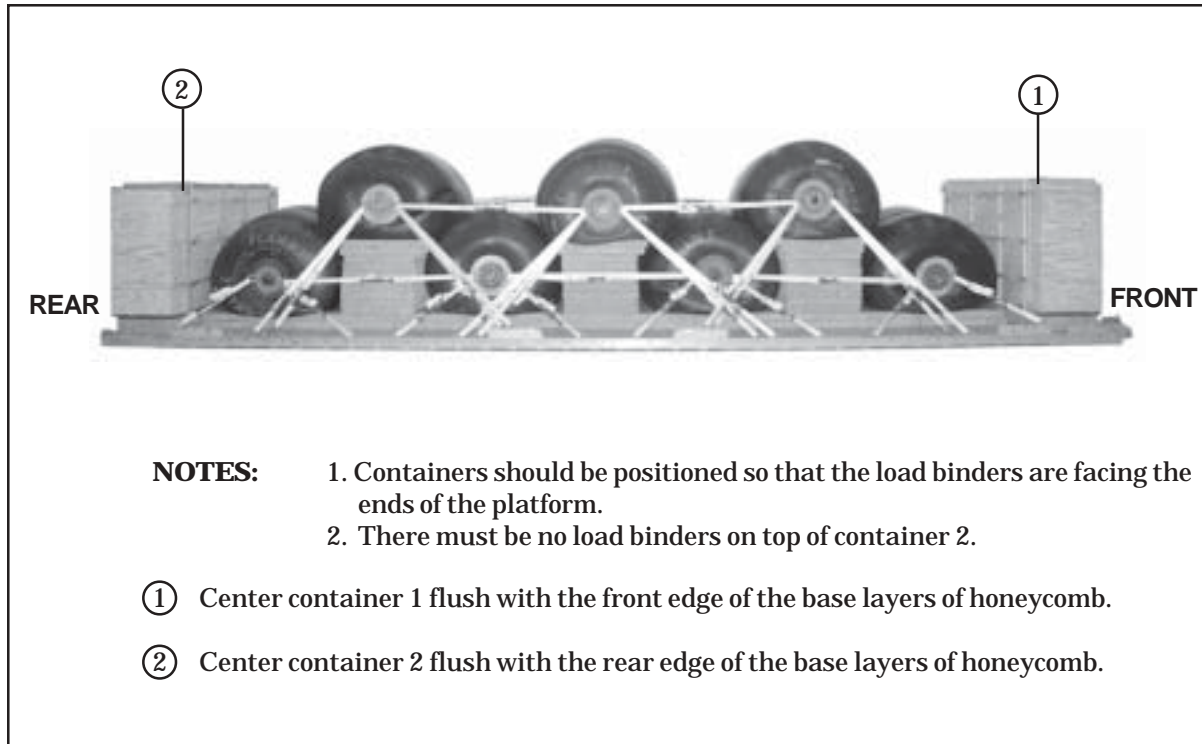 2
1
REAR
FRONT
NOTES: 1. Containers should be positioned so that the load binders are facing the
ends of the platform.
2. There must be no load binders on top of container 2.
1 Center container 1 flush with the front edge of the base layers of honeycomb.
2 Center container 2 flush with the rear edge of the base layers of honeycomb.